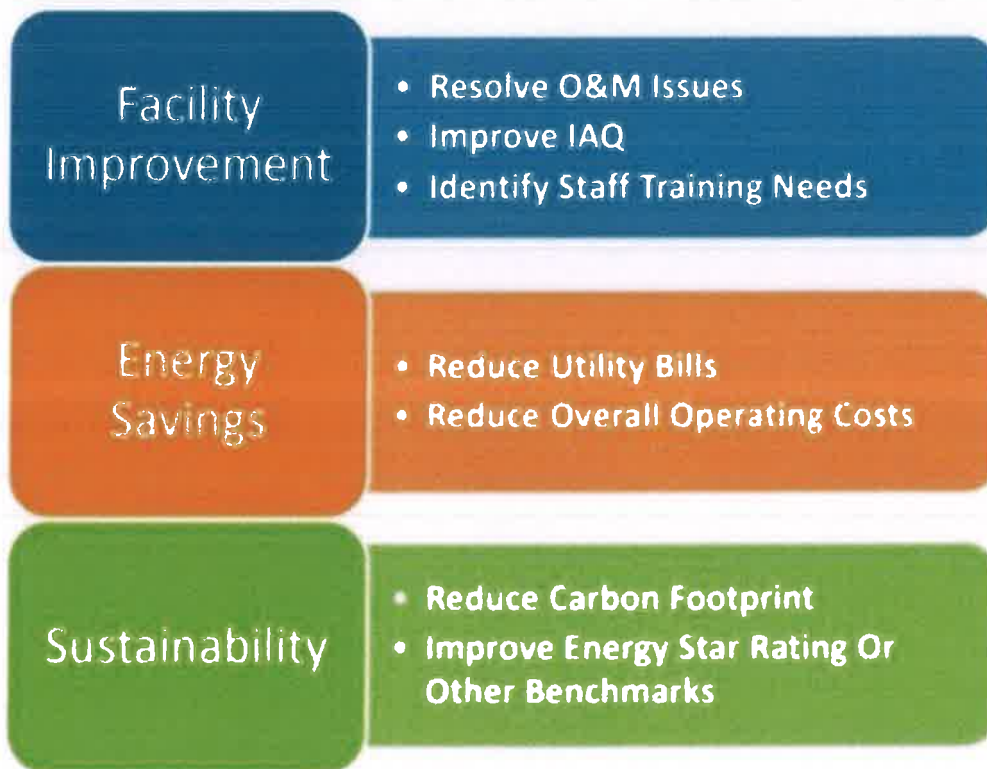 Facility
Improvement
• Resolve O&M Issues
• Improve IAQ
• Identify Staff Training Needs
Energy
Savings
• Reduce Utility Bills
• Reduce Overall Operating Costs
Sustainability
• Reduce Carbon Footprint
• Improve Energy Star Rating Or
Other Benchmarks